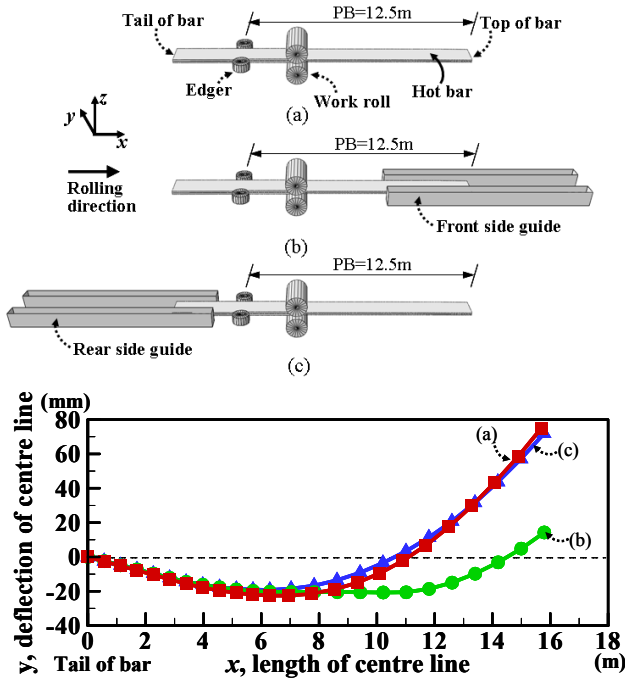 PB=12.5m
Tail of bar
Top of bar
Edger
Work roll
Hot bar
(a)
z
y
x
Rolling
direction
PB=12.5m
Front side guide
(b)
PB=12.5m
Rear side guide
(c)
(mm)
80
60
40
20
0
-20
-40
y, deflection of centre line
(a)
(c)
(b)
0 2 4 6 8 10 12 14 16 18
Tail of bar
x, length of centre line
(m)